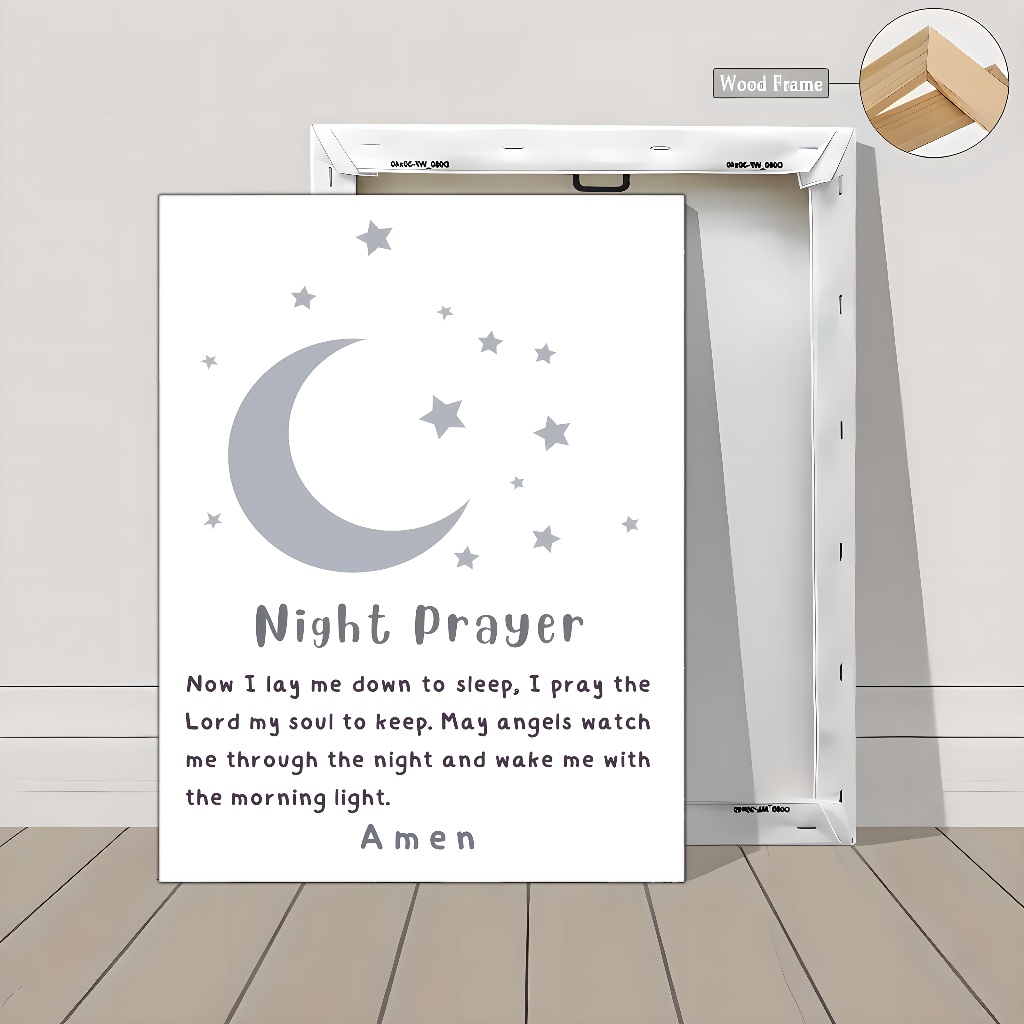 Wood Frame
Night Prayer
Now I lay me down to sleep, I pray the
Lord my soul to keep. May angels watch
me through the night and wake me with
the morning light.
Amen